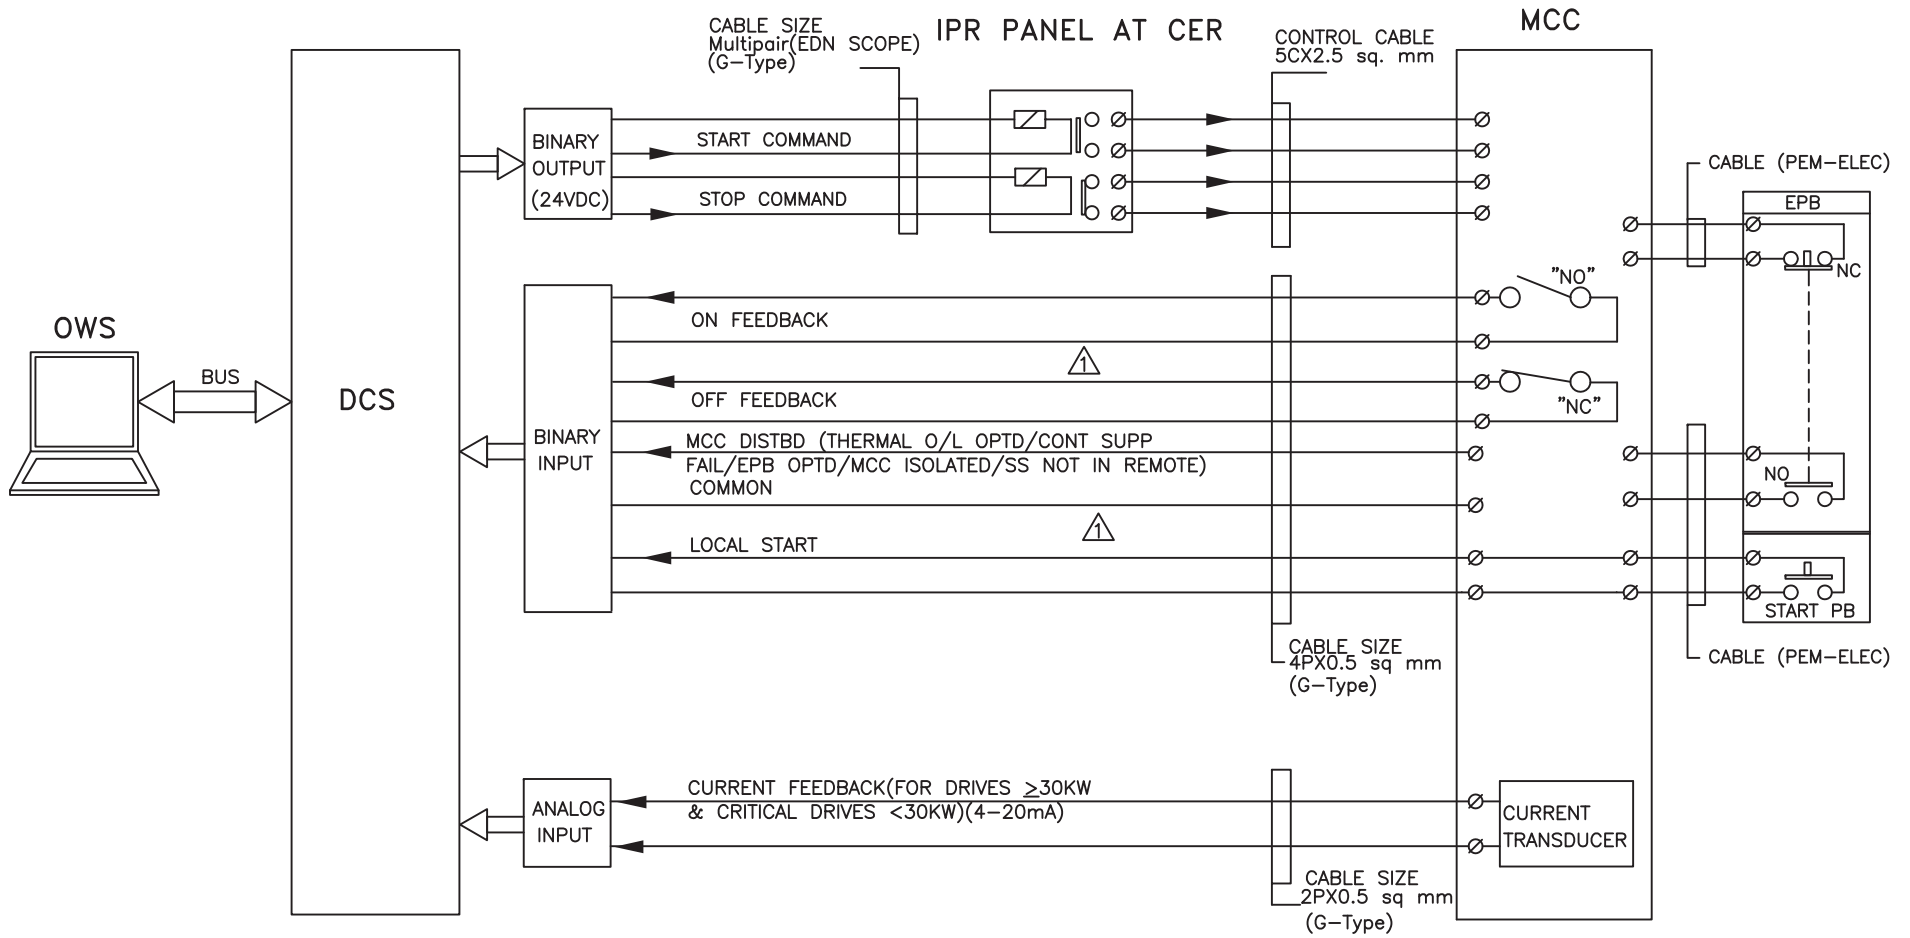 IPR PANEL AT CER
MCC
CABLE SIZE
Multipair(EDN SCOPE)
(G-Type)
CONTROL CABLE
5CX2.5 sq. mm
BINARY
OUTPUT
(24VDC)
START COMMAND
STOP COMMAND
CABLE (PEM-ELEC)
EPB
NC
"NO"
ON FEEDBACK
OWS
BUS
DCS
1
OFF FEEDBACK
"NC"
BINARY
INPUT
MCC DISTBD (THERMAL O/L OPTD/CONT SUPP
FAIL/EPB OPTD/MCC ISOLATED/SS NOT IN REMOTE)
COMMON
NO
1
LOCAL START
START PB
CABLE (PEM-ELEC)
CABLE SIZE
4PX0.5 sq mm
(G-Type)
ANALOG
INPUT
CURRENT FEEDBACK(FOR DRIVES ≥30KW
& CRITICAL DRIVES <30KW)(4-20mA)
CURRENT
TRANSDUCER
CABLE SIZE
2PX0.5 sq mm
(G-Type)